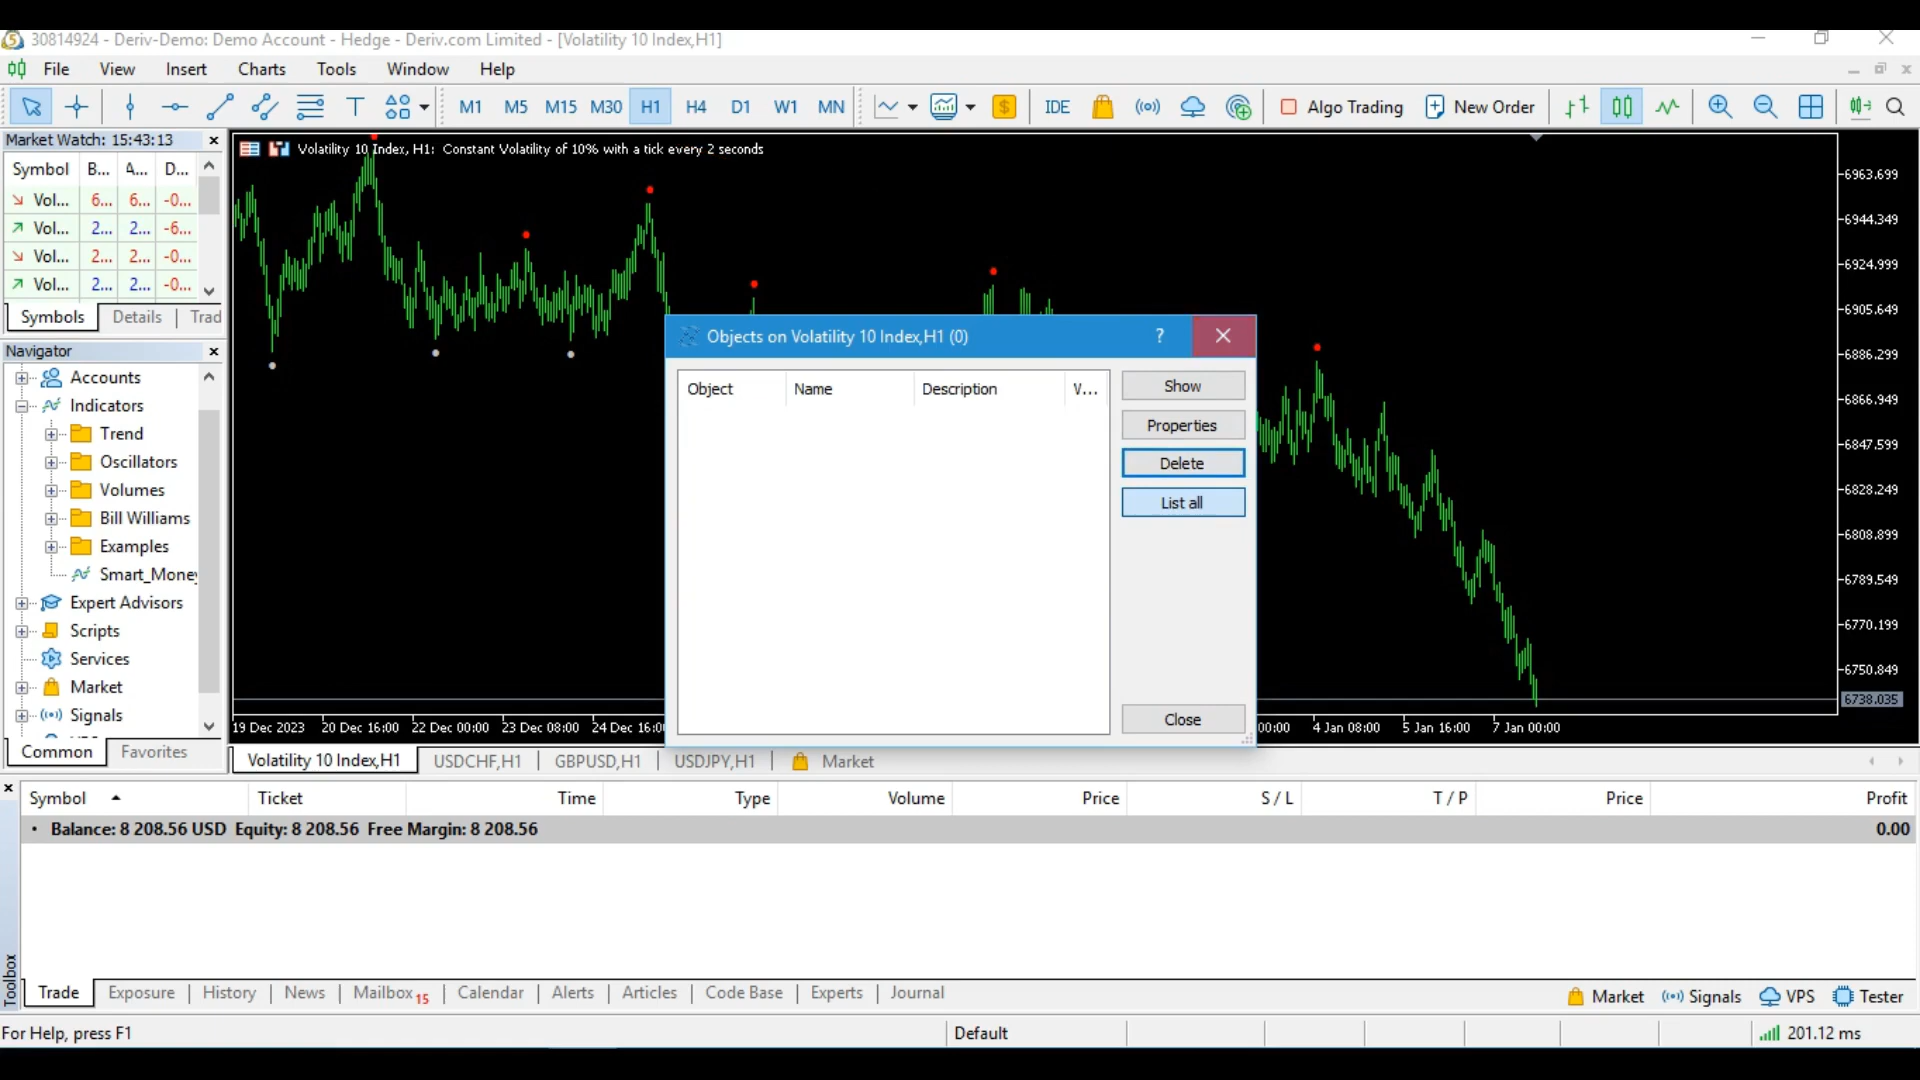 30814924 - Deriv-Demo: Demo Account - Hedge - Deriv.com Limited - [Volatility 10 Index,H1]
File View Insert Charts Tools Window Help
M1 M5 M15 M30 H1 H4 D1 W1 MN IDE Algo Trading New Order
Market Watch: 15:43:13
Symbol B... A... D...
Vol... 6... 6... -0...
Vol... 2... 2... -6...
Vol... 2... 2... -0...
Vol... 2... 2... -0...
Symbols Details Trad
Navigator
Accounts
Indicators
Trend
Oscillators
Volumes
Bill Williams
Examples
Smart_Money
Expert Advisors
Scripts
Services
Market
Signals
Common Favorites
Volatility 10 Index, H1: Constant Volatility of 10% with a tick every 2 seconds
6963.699
6944.349
6924.999
6905.649
6886.299
6866.949
6847.599
6828.249
6808.899
6789.549
6770.199
6750.849
6738.035
19 Dec 2023 20 Dec 16:00 22 Dec 00:00 23 Dec 08:00 24 Dec 16:0 00:00 4 Jan 08:00 5 Jan 16:00 7 Jan 00:00
Objects on Volatility 10 Index,H1 (0) ?
Object Name Description V...
Show
Properties
Delete
List all
Close
Volatility 10 Index,H1 USDCHF,H1 GBPUSD,H1 USDJPY,H1 Market
Symbol Ticket Time Type Volume Price S / L T / P Price Profit
Balance: 8 208.56 USD Equity: 8 208.56 Free Margin: 8 208.56 0.00
Toolbox
Trade Exposure History News Mailbox 15 Calendar Alerts Articles Code Base Experts Journal
Market Signals VPS Tester
For Help, press F1 Default 201.12 ms